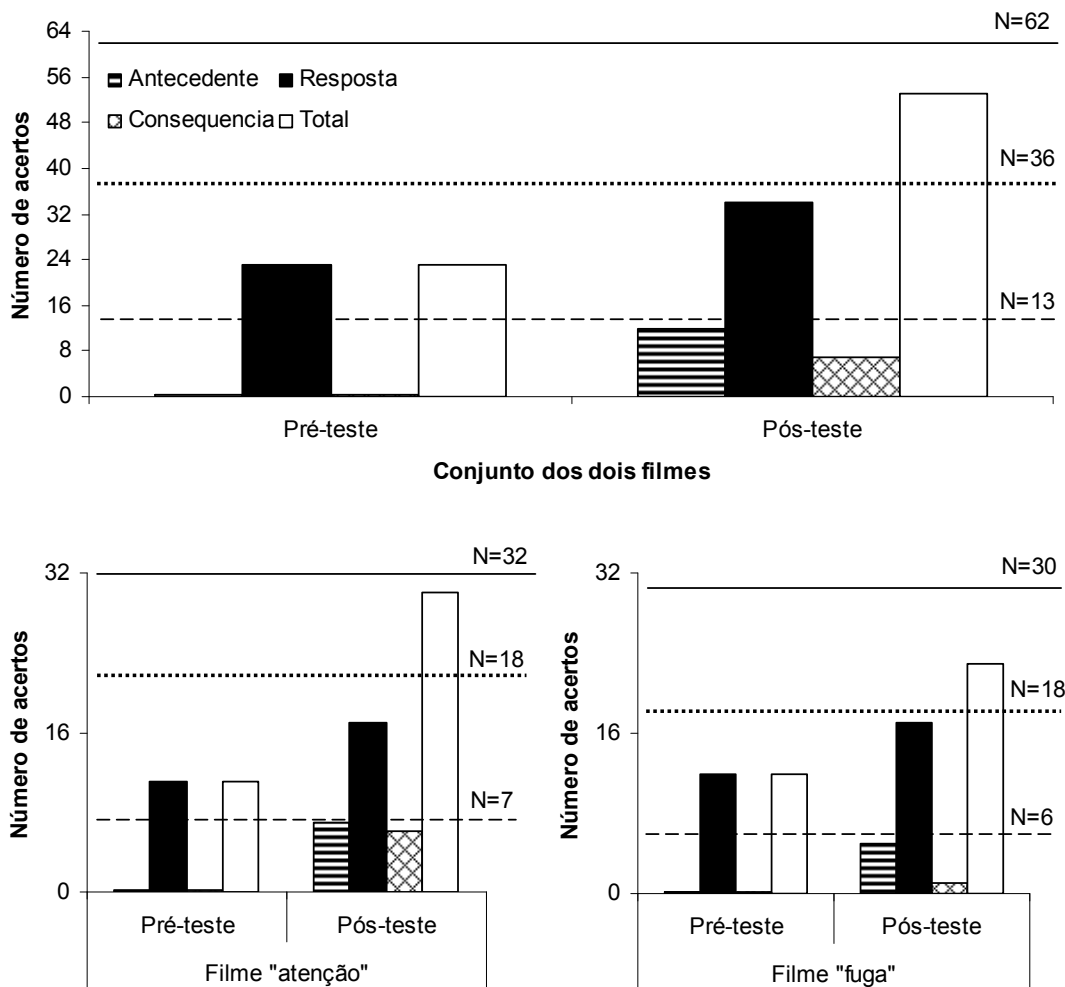 N=62
64
56
48
40
32
24
16
8
0
Número de acertos
Antecedente
Resposta
Consequencia
Total
N=36
N=13
Pré-teste
Pós-teste
Conjunto dos dois filmes
N=32
32
16
0
Número de acertos
N=18
N=7
Pré-teste
Pós-teste
Filme "atenção"
N=30
32
16
0
Número de acertos
N=18
N=6
Pré-teste
Pós-teste
Filme "fuga"